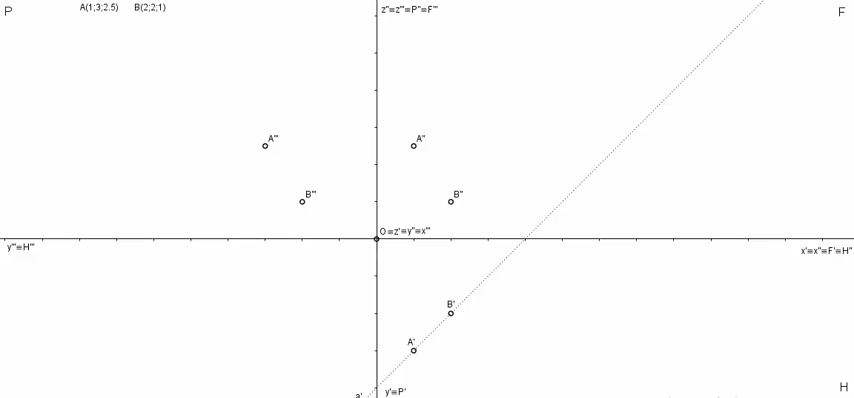 P
A(1;3;2.5) B(2;2;1)
z"≡z'"≡P"≡F'"
F
A'"
A"
B'"
B"
O≡z'≡y"≡x'"
y'"≡H'"
x'≡x"≡F'≡H"
B'
A'
a'
y'≡P'
H